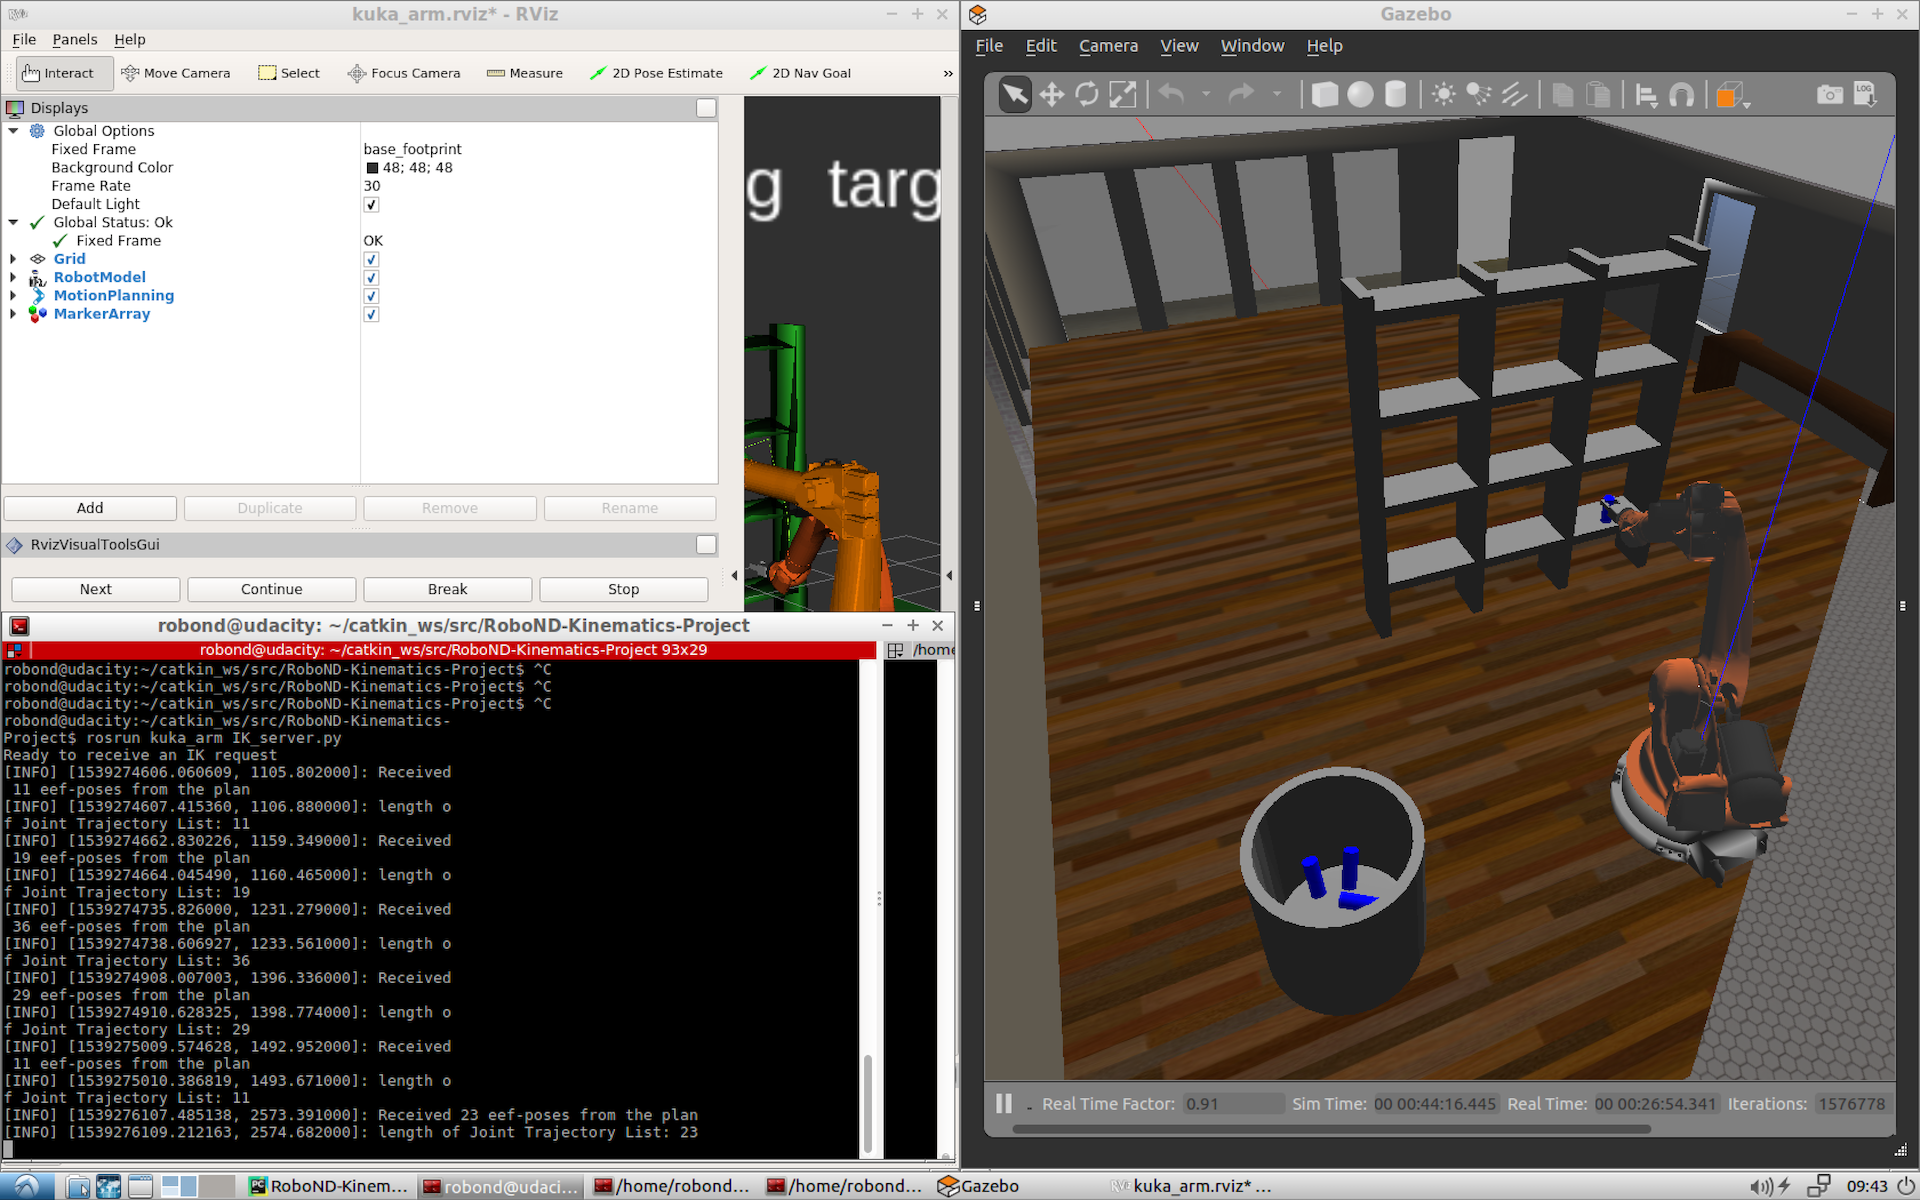 kuka_arm.rviz* - RViz
File Panels Help
Interact Move Camera Select Focus Camera Measure 2D Pose Estimate 2D Nav Goal »
Displays
Global Options
Fixed Frame base_footprint
Background Color 48; 48; 48
Frame Rate 30
Default Light
Global Status: Ok
Fixed Frame OK
Grid
RobotModel
MotionPlanning
MarkerArray
Add Duplicate Remove Rename
RvizVisualToolsGui
Next Continue Break Stop
g targ
robond@udacity: ~/catkin_ws/src/RoboND-Kinematics-Project
robond@udacity: ~/catkin_ws/src/RoboND-Kinematics-Project 93x29
/home
robond@udacity:~/catkin_ws/src/RoboND-Kinematics-Project$ ^C
robond@udacity:~/catkin_ws/src/RoboND-Kinematics-Project$ ^C
robond@udacity:~/catkin_ws/src/RoboND-Kinematics-Project$ ^C
robond@udacity:~/catkin_ws/src/RoboND-Kinematics-
Project$ rosrun kuka_arm IK_server.py
Ready to receive an IK request
[INFO] [1539274606.060609, 1105.802000]: Received
11 eef-poses from the plan
[INFO] [1539274607.415360, 1106.880000]: length o
f Joint Trajectory List: 11
[INFO] [1539274662.830226, 1159.349000]: Received
19 eef-poses from the plan
[INFO] [1539274664.045490, 1160.465000]: length o
f Joint Trajectory List: 19
[INFO] [1539274735.826000, 1231.279000]: Received
36 eef-poses from the plan
[INFO] [1539274738.606927, 1233.561000]: length o
f Joint Trajectory List: 36
[INFO] [1539274908.007003, 1396.336000]: Received
29 eef-poses from the plan
[INFO] [1539274910.628325, 1398.774000]: length o
f Joint Trajectory List: 29
[INFO] [1539275009.574628, 1492.952000]: Received
11 eef-poses from the plan
[INFO] [1539275010.386819, 1493.671000]: length o
f Joint Trajectory List: 11
[INFO] [1539276107.485138, 2573.391000]: Received 23 eef-poses from the plan
[INFO] [1539276109.212163, 2574.682000]: length of Joint Trajectory List: 23
Gazebo
File Edit Camera View Window Help
LOG
Real Time Factor: 0.91 Sim Time: 00 00:44:16.445 Real Time: 00 00:26:54.341 Iterations: 1576778
RoboND-Kinem... robond@udaci... /home/robond... /home/robond... Gazebo kuka_arm.rviz* ... 09:43